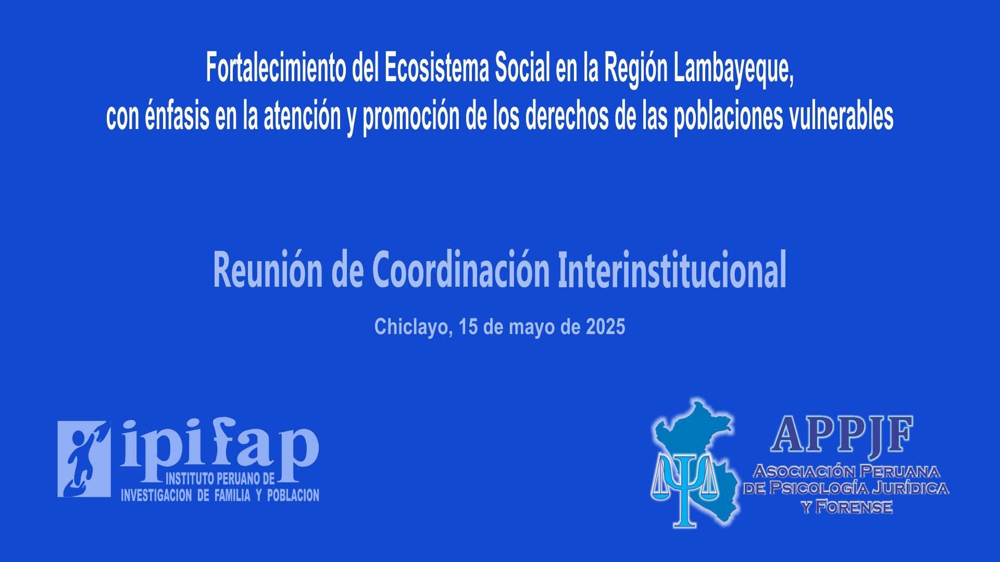 Fortalecimiento del Ecosistema Social en la Región Lambayeque,
con énfasis en la atención y promoción de los derechos de las poblaciones vulnerables
Reunión de Coordinación Interinstitucional
Chiclayo, 15 de mayo de 2025
ipifap
INSTITUTO PERUANO DE
INVESTIGACION DE FAMILIA Y POBLACION
APPJF
ASOCIACIÓN PERUANA
DE PSICOLOGÍA JURÍDICA
Y FORENSE